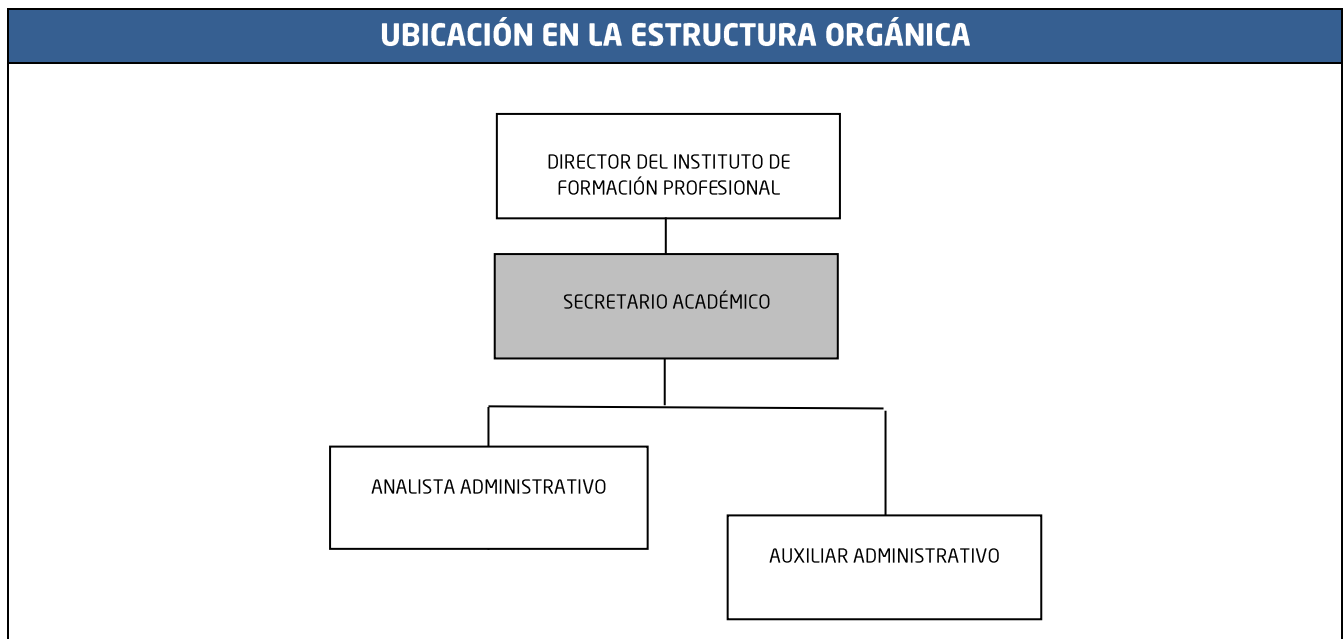 UBICACIÓN EN LA ESTRUCTURA ORGÁNICA
DIRECTOR DEL INSTITUTO DE
FORMACIÓN PROFESIONAL
SECRETARIO ACADÉMICO
ANALISTA ADMINISTRATIVO
AUXILIAR ADMINISTRATIVO